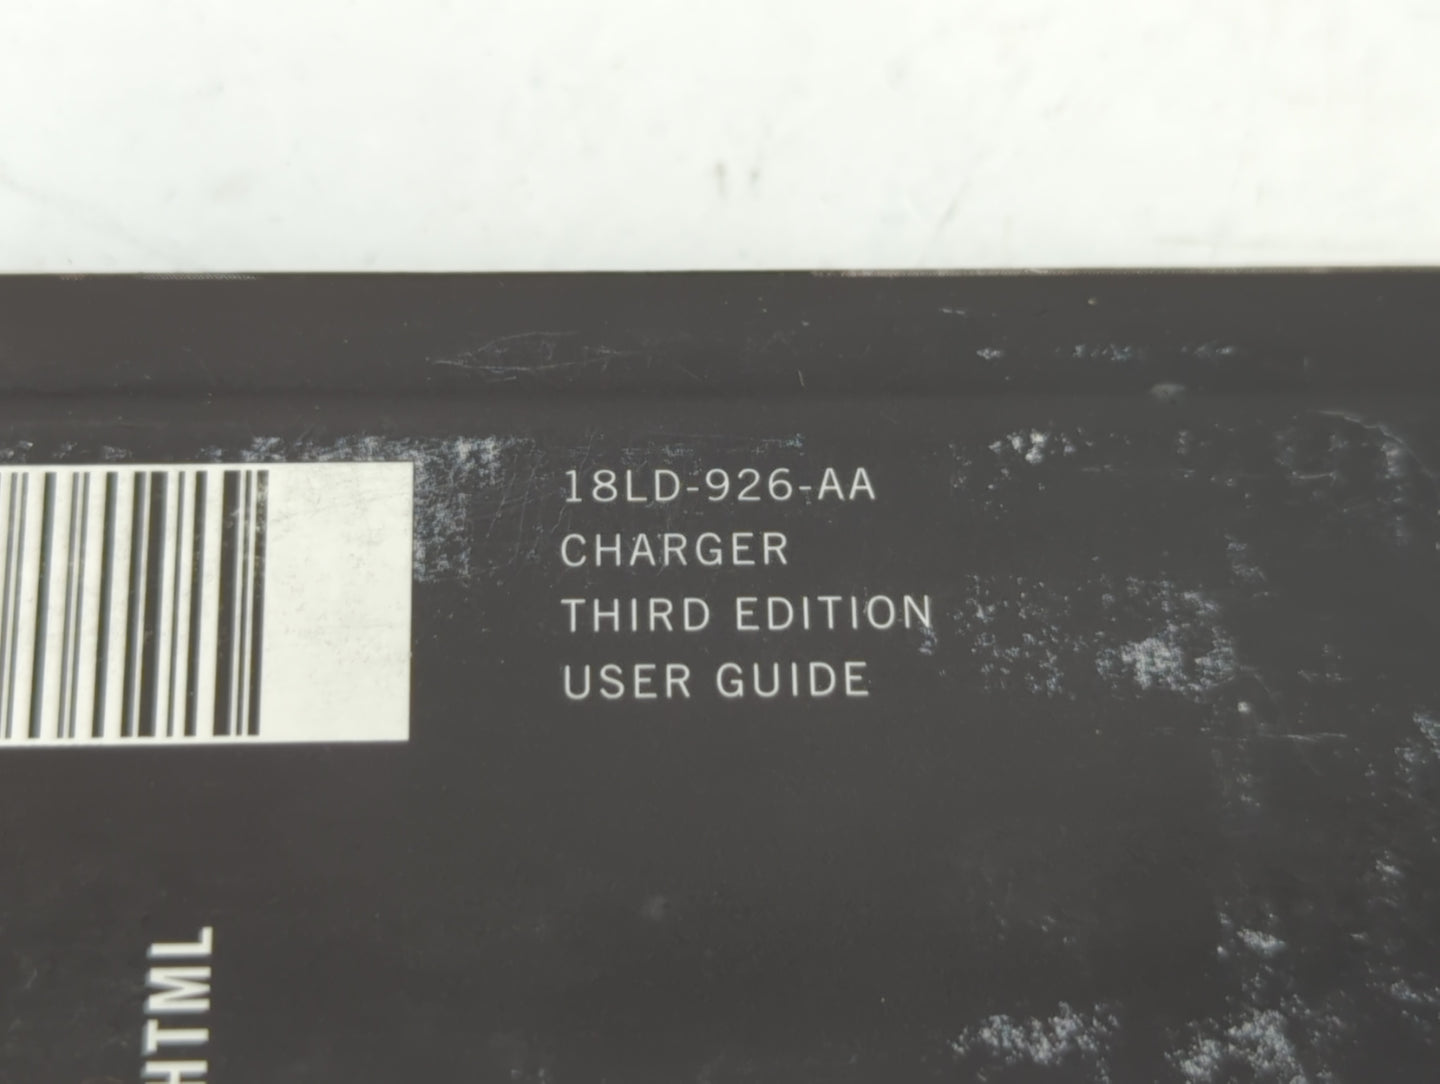 18LD-926-AA
CHARGER
THIRD EDITION
USER GUIDE
HTML